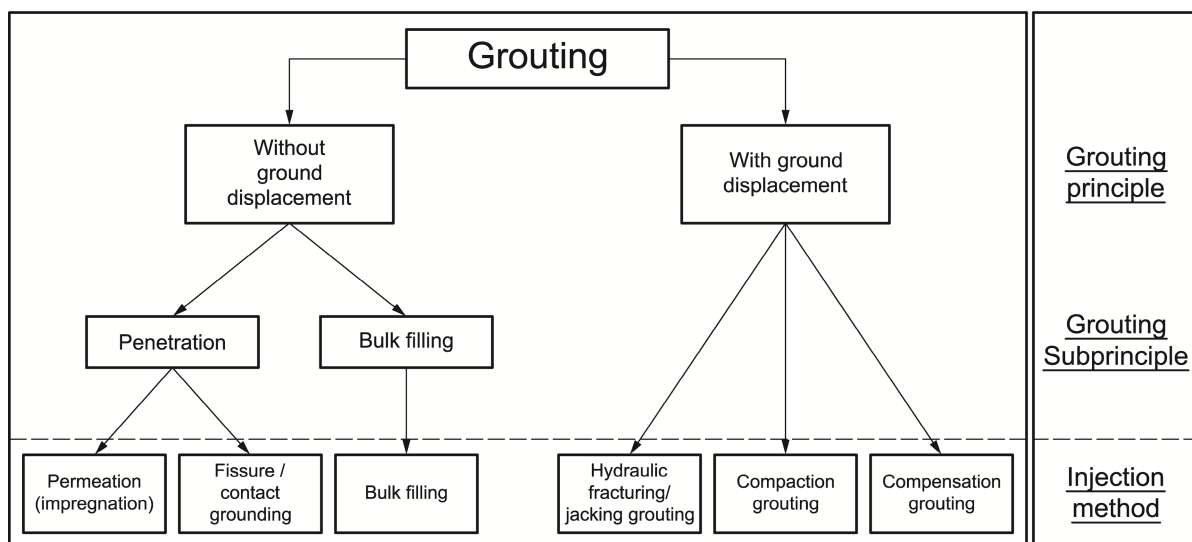 Grouting
Without
ground
displacement
With ground
displacement
Grouting
principle
Penetration
Bulk filling
Grouting
Subprinciple
Permeation
(impregnation)
Fissure /
contact
grounding
Bulk filling
Hydraulic
fracturing/
jacking grouting
Compaction
grouting
Compensation
grouting
Injection
method